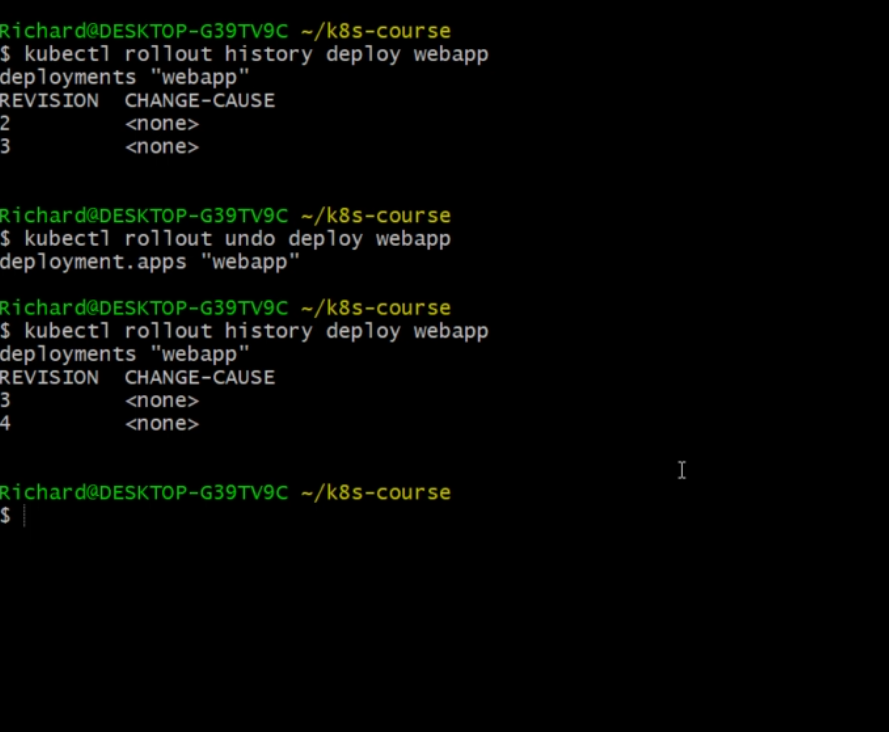 Richard@DESKTOP-G39TV9C ~/k8s-course
$ kubectl rollout history deploy webapp
deployments "webapp"
REVISION  CHANGE-CAUSE
2         <none>
3         <none>
Richard@DESKTOP-G39TV9C ~/k8s-course
$ kubectl rollout undo deploy webapp
deployment.apps "webapp"
Richard@DESKTOP-G39TV9C ~/k8s-course
$ kubectl rollout history deploy webapp
deployments "webapp"
REVISION  CHANGE-CAUSE
3         <none>
4         <none>
Richard@DESKTOP-G39TV9C ~/k8s-course
$